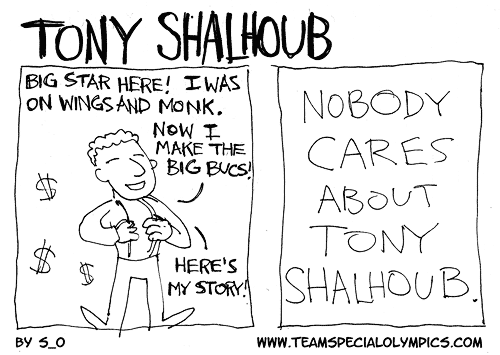 TONY SHALHOUB
BIG STAR HERE! I WAS
ON WINGS AND MONK.
NOW I
MAKE THE
BIG BUCS!
$
$
$
HERE'S
MY STORY!
NOBODY
CARES
ABOUT
TONY
SHALHOUB.
BY S_O
WWW.TEAMSPECIALOLYMPICS.COM